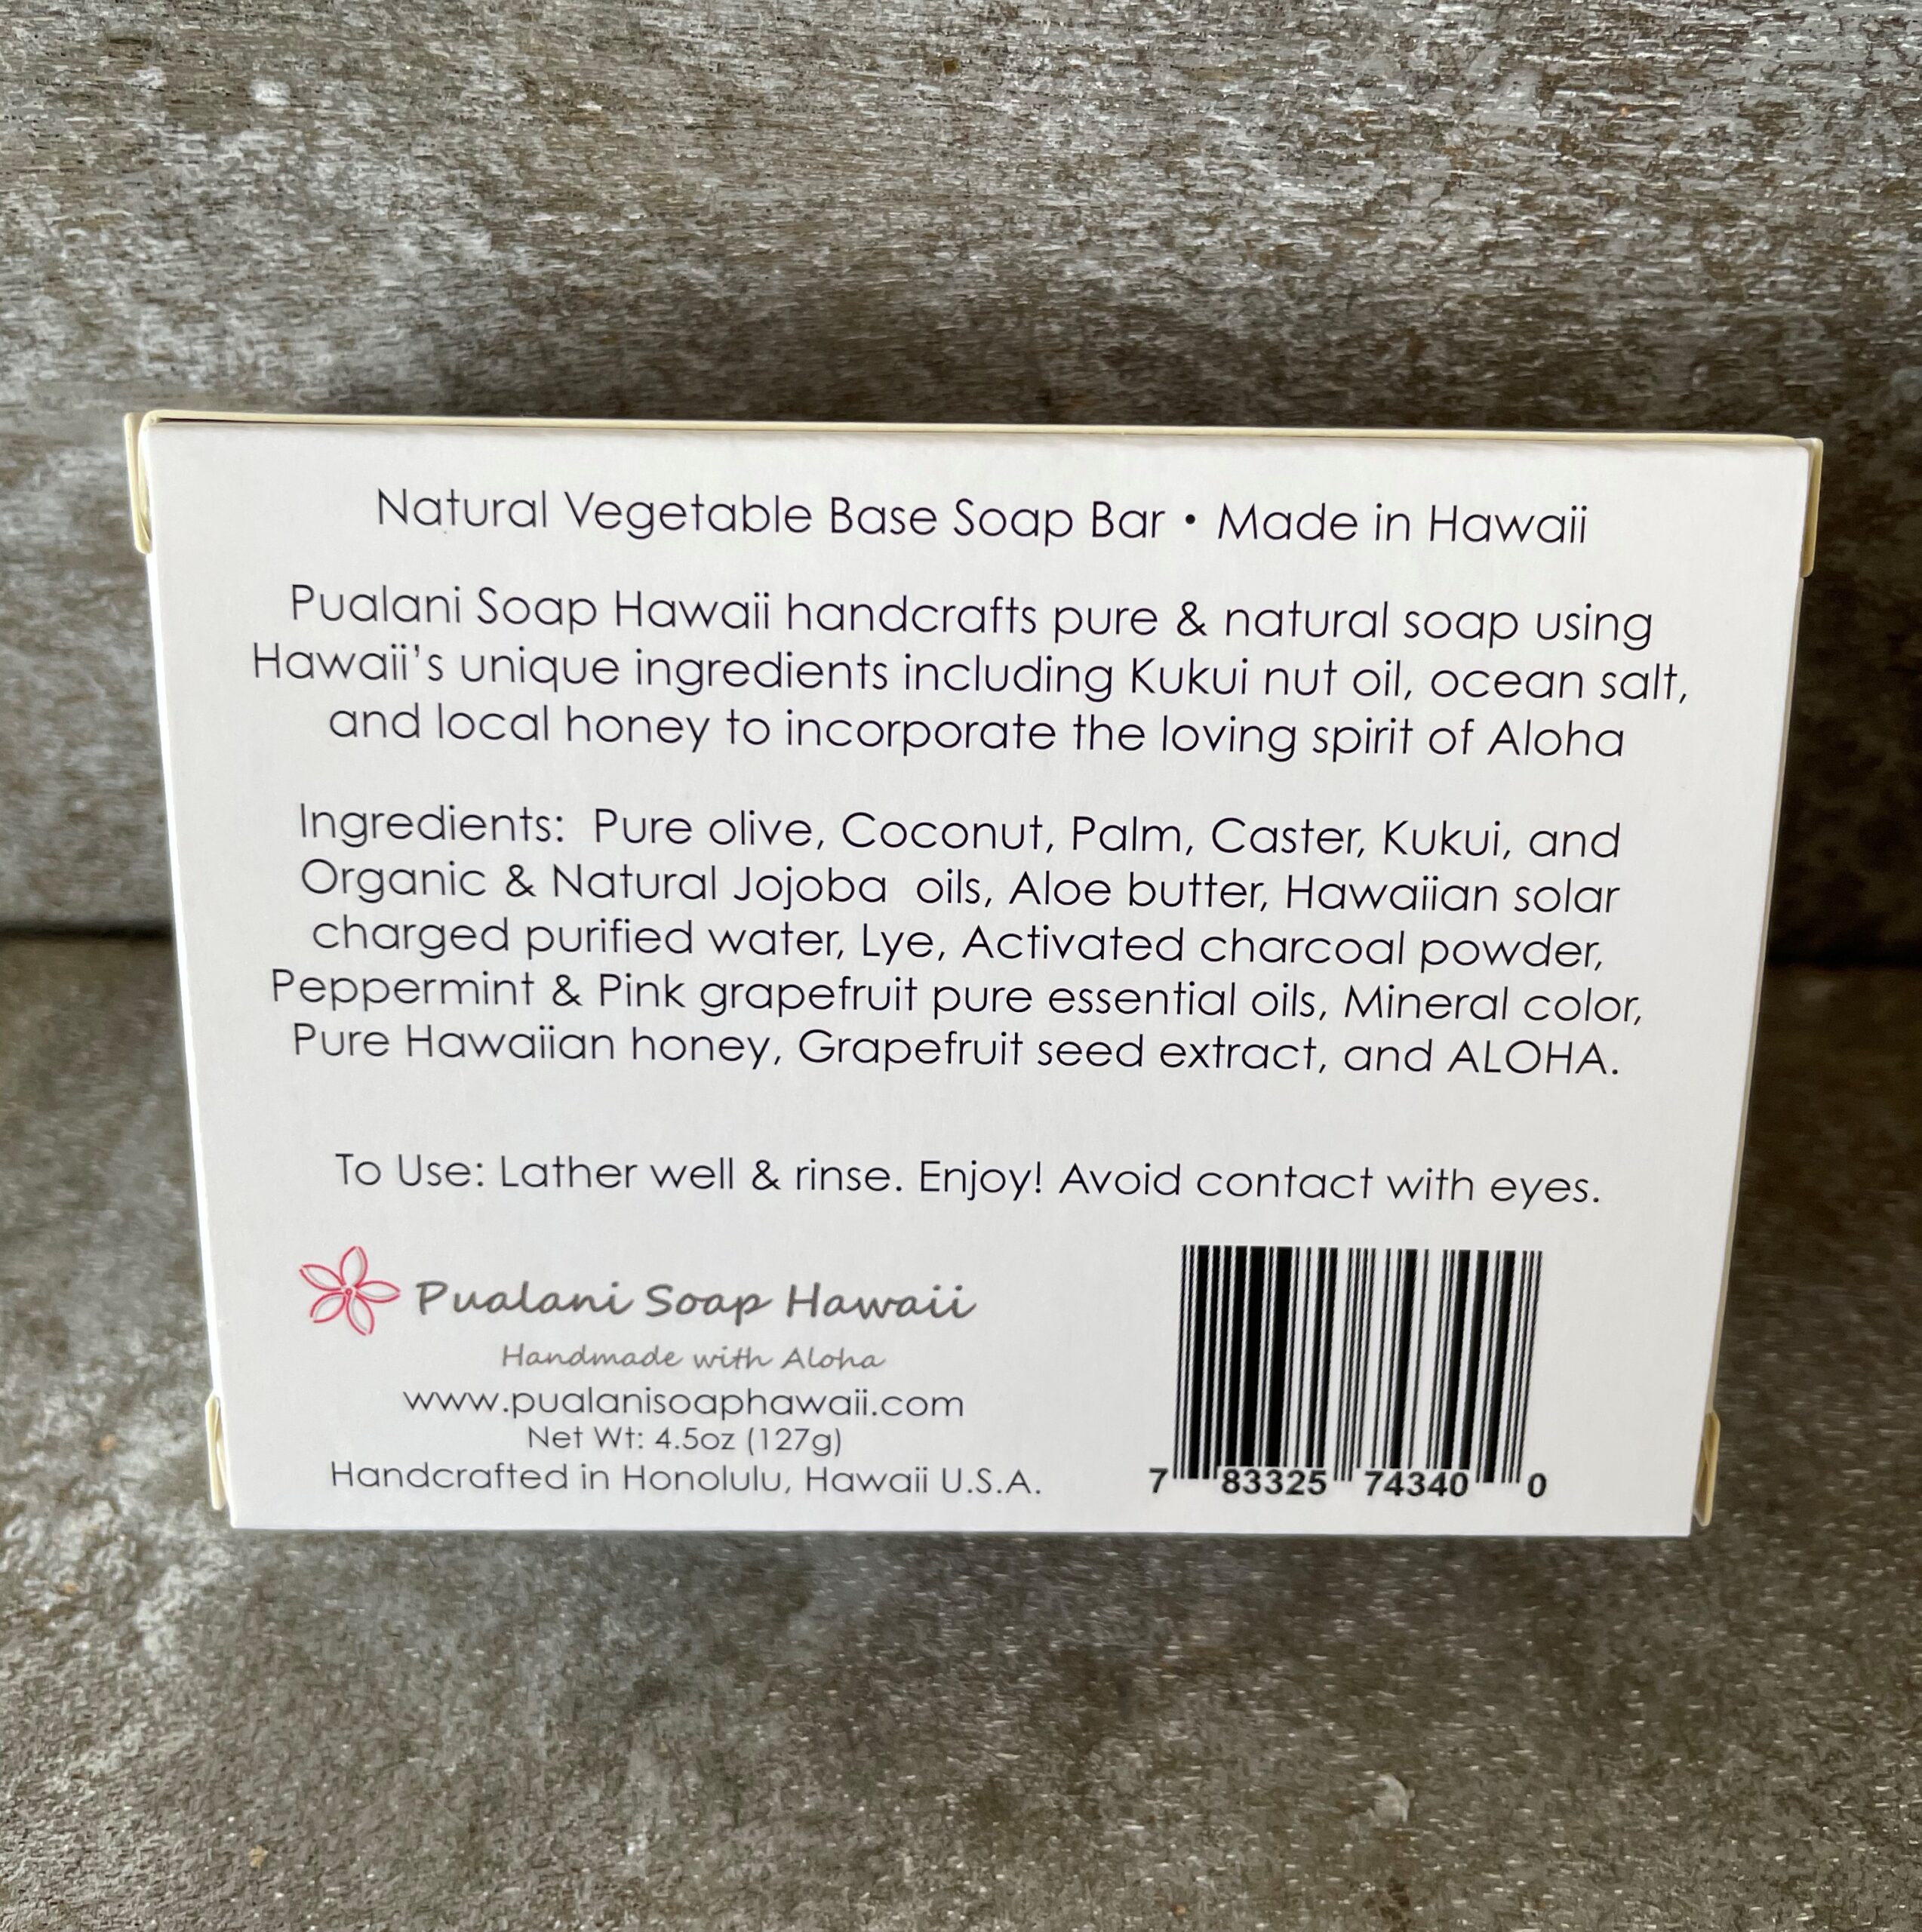 Natural Vegetable Base Soap Bar • Made in Hawaii
Pualani Soap Hawaii handcrafts pure & natural soap using
Hawaii's unique ingredients including Kukui nut oil, ocean salt,
and local honey to incorporate the loving spirit of Aloha
Ingredients: Pure olive, Coconut, Palm, Caster, Kukui, and
Organic & Natural Jojoba oils, Aloe butter, Hawaiian solar
charged purified water, Lye, Activated charcoal powder,
Peppermint & Pink grapefruit pure essential oils, Mineral color,
Pure Hawaiian honey, Grapefruit seed extract, and ALOHA.
To Use: Lather well & rinse. Enjoy! Avoid contact with eyes.
Pualani Soap Hawaii
Handmade with Aloha
www.pualanisoaphawaii.com
Net Wt: 4.5oz (127g)
Handcrafted in Honolulu, Hawaii U.S.A.
7 83325 74340 0